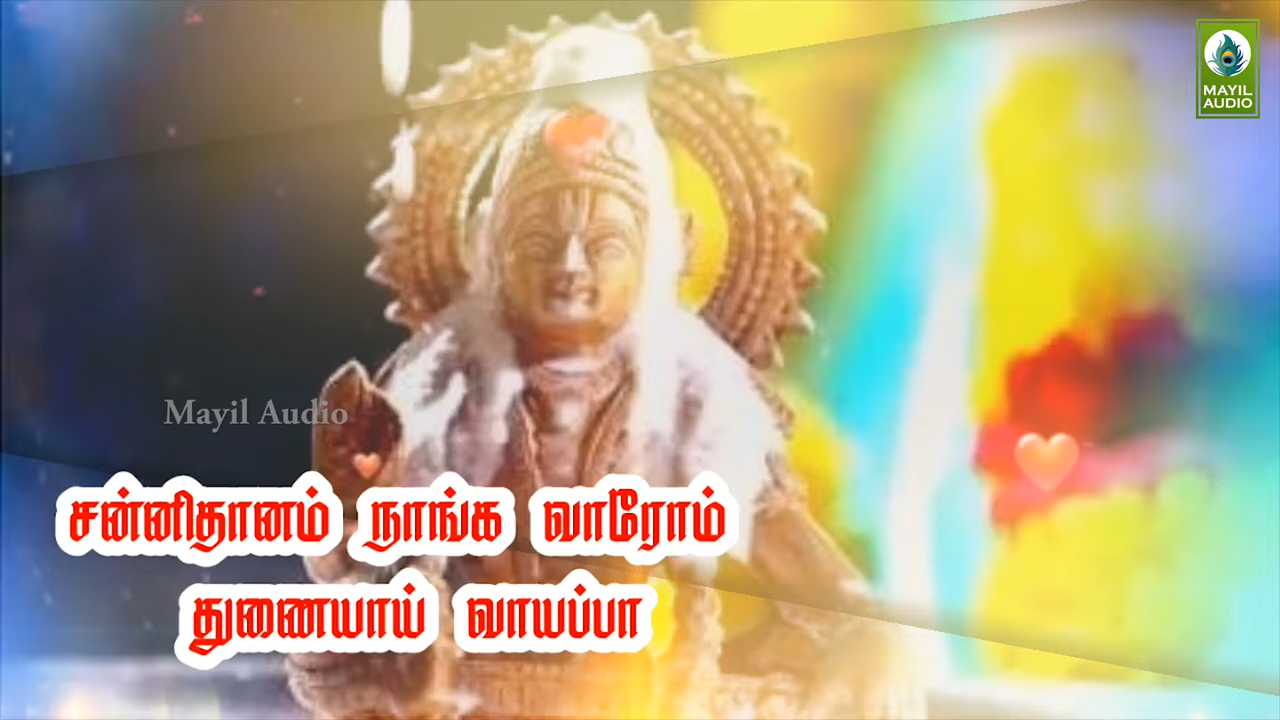 MAYIL
AUDIO
Mayil Audio
சன்னிதானம் நாங்க வாரோம்
துணையாய் வாயப்பா